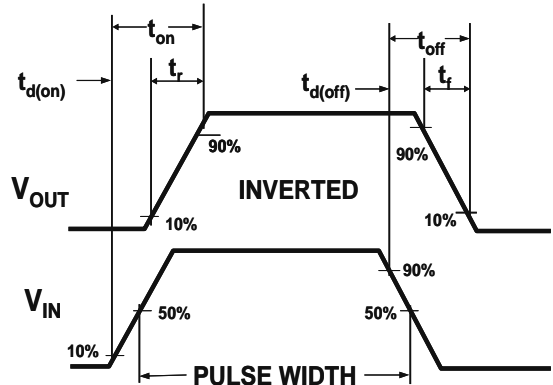 t_on
t_off
t_d(on)
t_r
t_d(off)
t_f
90%
90%
V_OUT
INVERTED
10%
10%
90%
V_IN
50%
50%
10%
PULSE WIDTH